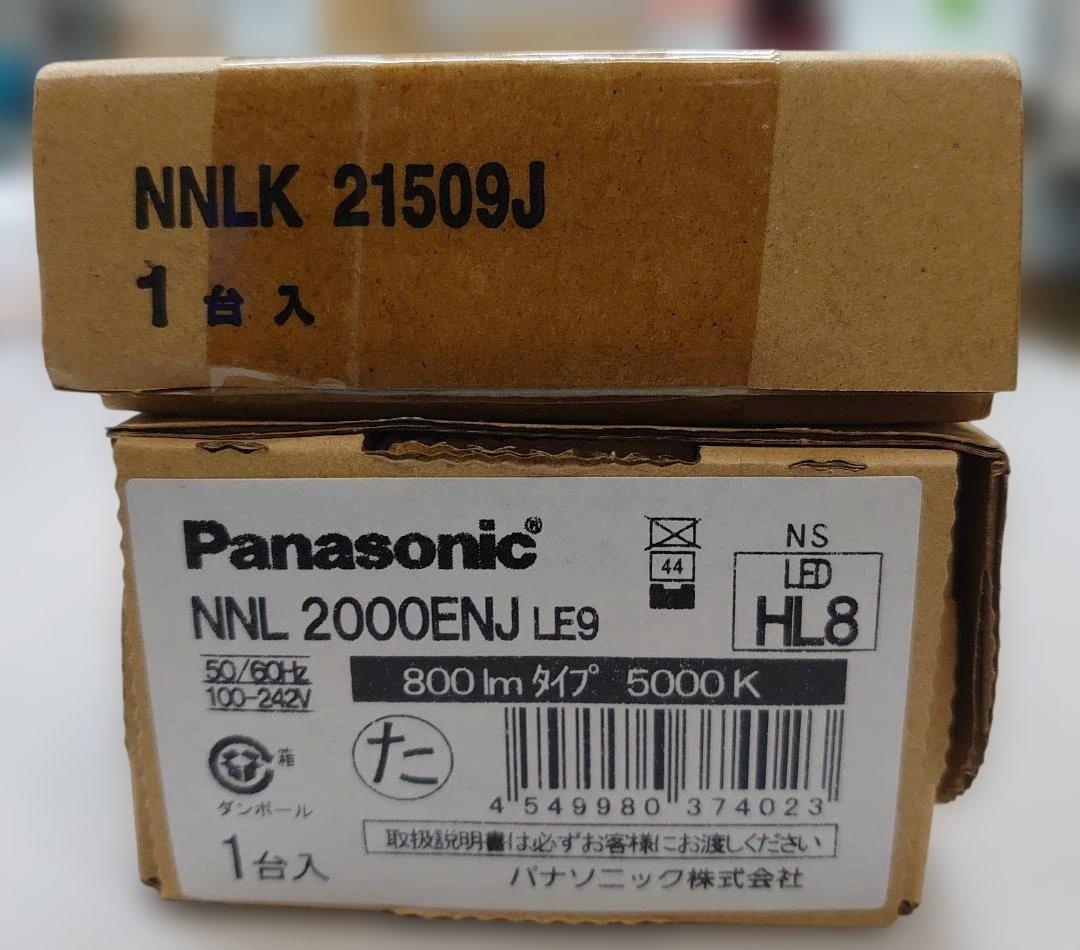 NNLK 21509J
1台入
Panasonic®
NNL 2000ENJ LE9
44
NS
LED
HL8
50/60Hz
100-242V
800 lm タイプ 5000K
た
箱
ダンボール
4 549980 374023
1台入
取扱説明書は必ずお客様にお渡しください
パナソニック株式会社